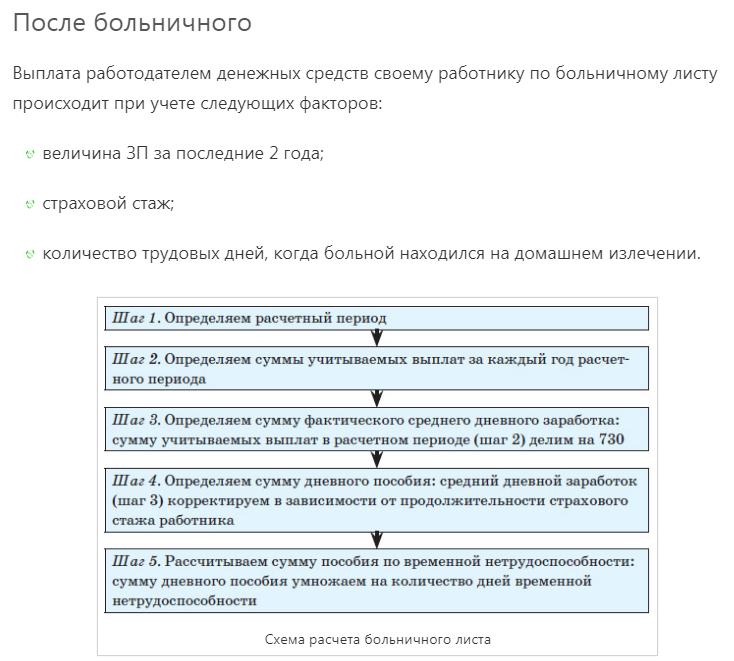 После больничного
Выплата работодателем денежных средств своему работнику по больничному листу
происходит при учете следующих факторов:
величина ЗП за последние 2 года;
страховой стаж;
количество трудовых дней, когда больной находился на домашнем излечении.
Шаг 1. Определяем расчетный период
Шаг 2. Определяем суммы учитываемых выплат за каждый год расчет-
ного периода
Шаг 3. Определяем сумму фактического среднего дневного заработка:
сумму учитываемых выплат в расчетном периоде (шаг 2) делим на 730
Шаг 4. Определяем сумму дневного пособия: средний дневной заработок
(шаг 3) корректируем в зависимости от продолжительности страхового
стажа работника
Шаг 5. Рассчитываем сумму пособия по временной нетрудоспособности:
сумму дневного пособия умножаем на количество дней временной
нетрудоспособности
Схема расчета больничного листа